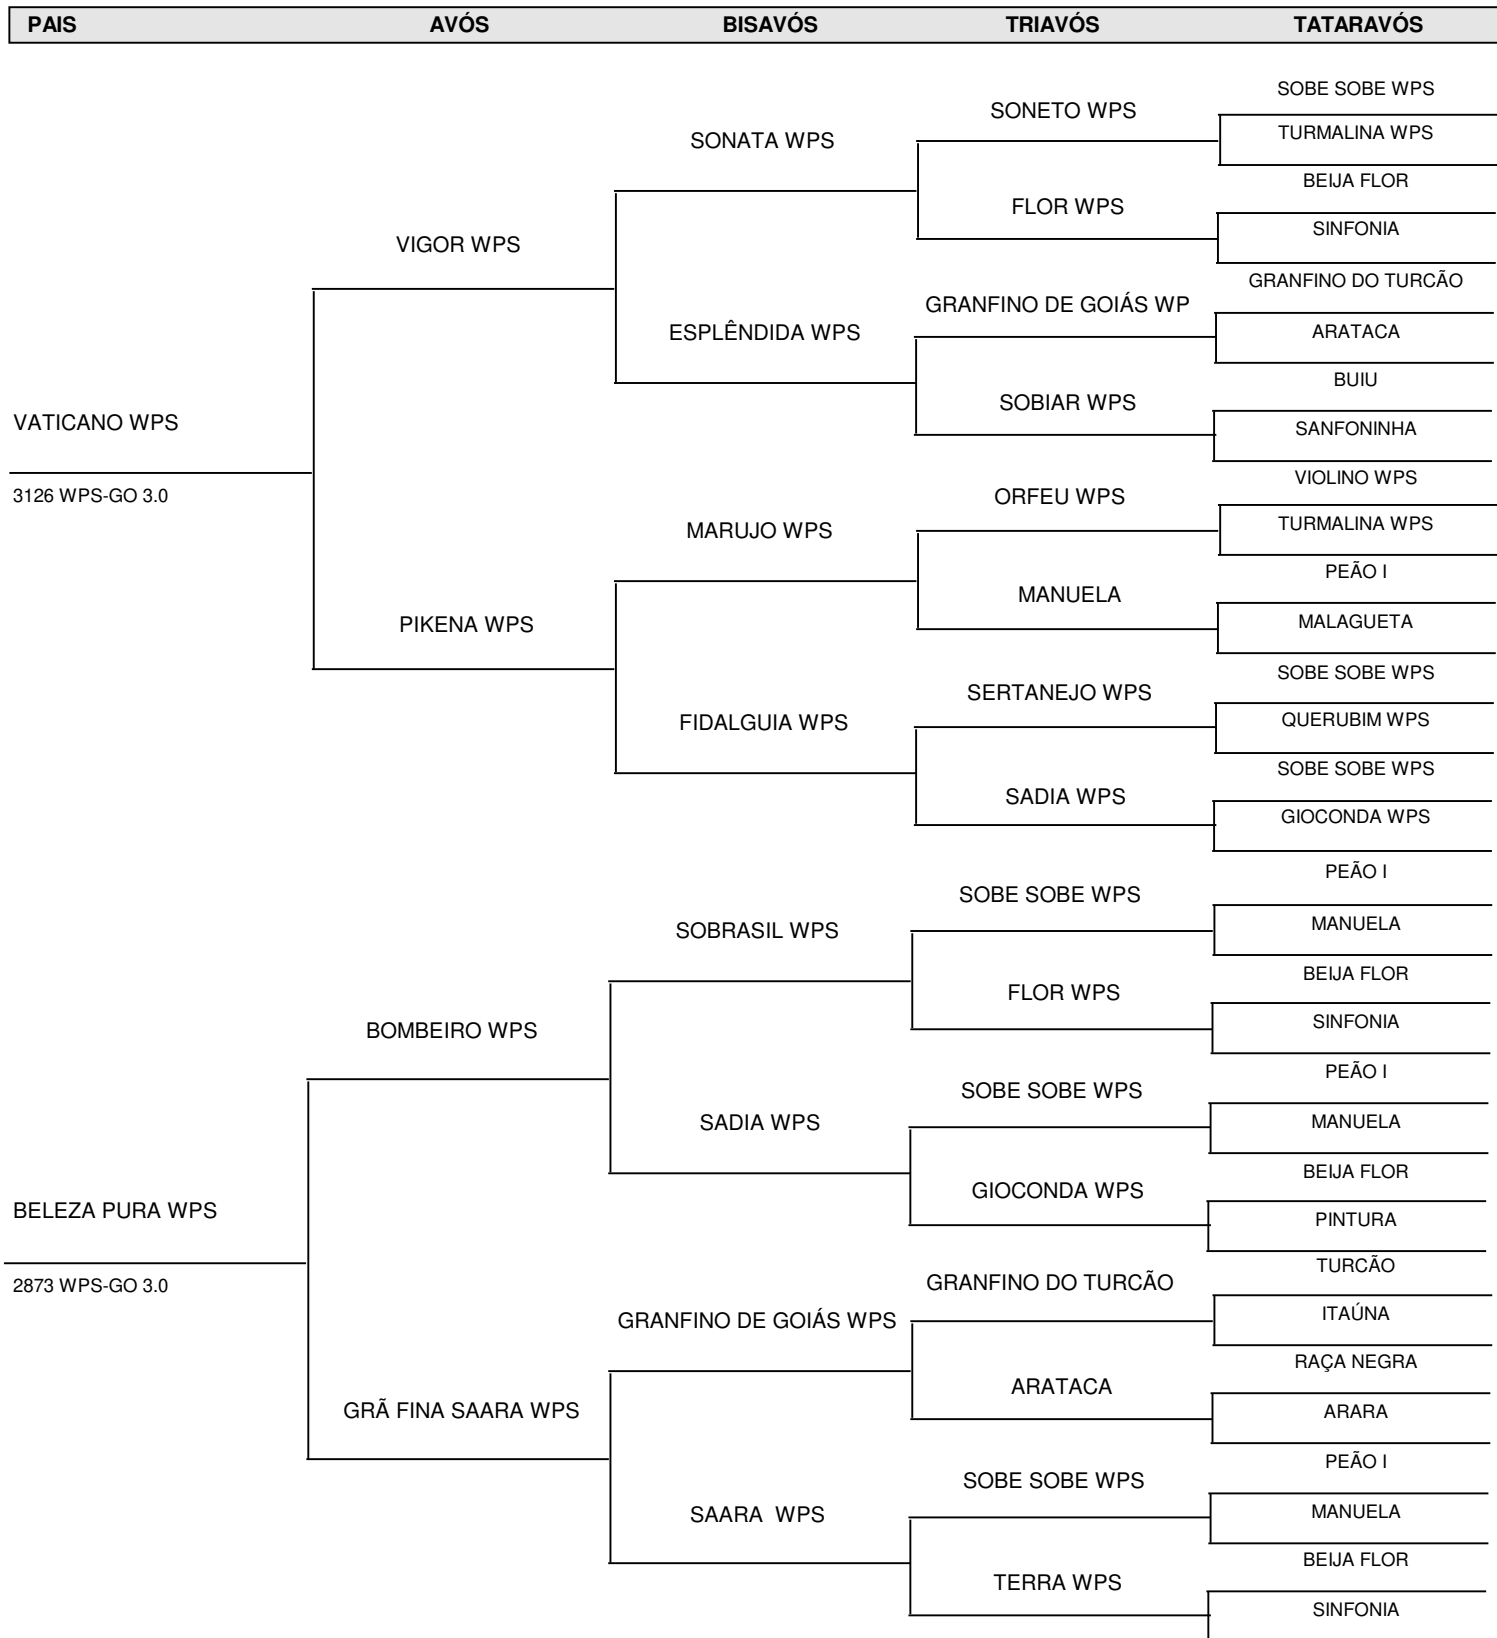 PAIS AVÓS BISAVÓS TRIAVÓS TATARAVÓS
SOBE SOBE WPS
SONETO WPS
TURMALINA WPS
SONATA WPS
BEIJA FLOR
FLOR WPS
SINFONIA
VIGOR WPS
GRANFINO DO TURCÃO
GRANFINO DE GOIÁS WP
ESPLÊNDIDA WPS
ARATACA
BUIU
SOBIAR WPS
VATICANO WPS
SANFONINHA
VIOLINO WPS
3126 WPS-GO 3.0
ORFEU WPS
MARUJO WPS
TURMALINA WPS
PEÃO I
MANUELA
PIKENA WPS
MALAGUETA
SOBE SOBE WPS
SERTANEJO WPS
FIDALGUIA WPS
QUERUBIM WPS
SOBE SOBE WPS
SADIA WPS
GIOCONDA WPS
PEÃO I
SOBE SOBE WPS
SOBRASIL WPS
MANUELA
BEIJA FLOR
FLOR WPS
SINFONIA
BOMBEIRO WPS
PEÃO I
SOBE SOBE WPS
SADIA WPS
MANUELA
BEIJA FLOR
GIOCONDA WPS
BELEZA PURA WPS
PINTURA
TURCÃO
2873 WPS-GO 3.0
GRANFINO DO TURCÃO
GRANFINO DE GOIÁS WPS
ITAÚNA
RAÇA NEGRA
ARATACA
GRÃ FINA SAARA WPS
ARARA
PEÃO I
SOBE SOBE WPS
SAARA WPS
MANUELA
BEIJA FLOR
TERRA WPS
SINFONIA